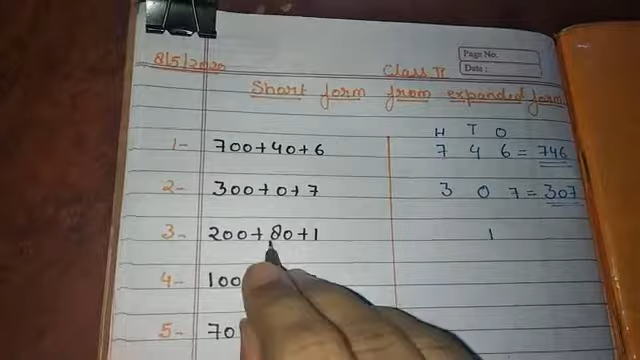 Page No.
Date :
8/5/2020
Class II
Short form from expanded form
H T O
1- 700+40+6 7 4 6 = 746
2- 300+0+7 3 0 7 = 307
3- 200+80+1 1
4- 100
5- 70